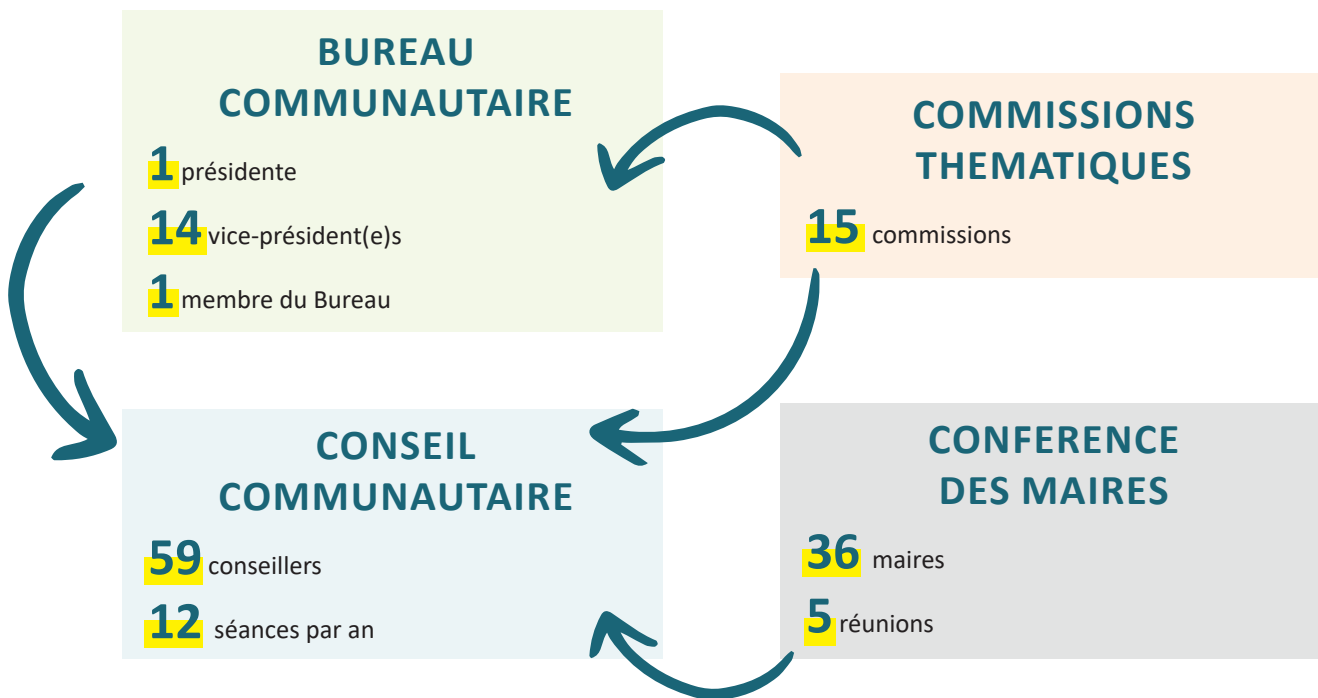 BUREAU
COMMUNAUTAIRE
1 présidente
14 vice-président(e)s
1 membre du Bureau
COMMISSIONS
THEMATIQUES
15 commissions
CONSEIL
COMMUNAUTAIRE
59 conseillers
12 séances par an
CONFERENCE
DES MAIRES
36 maires
5 réunions